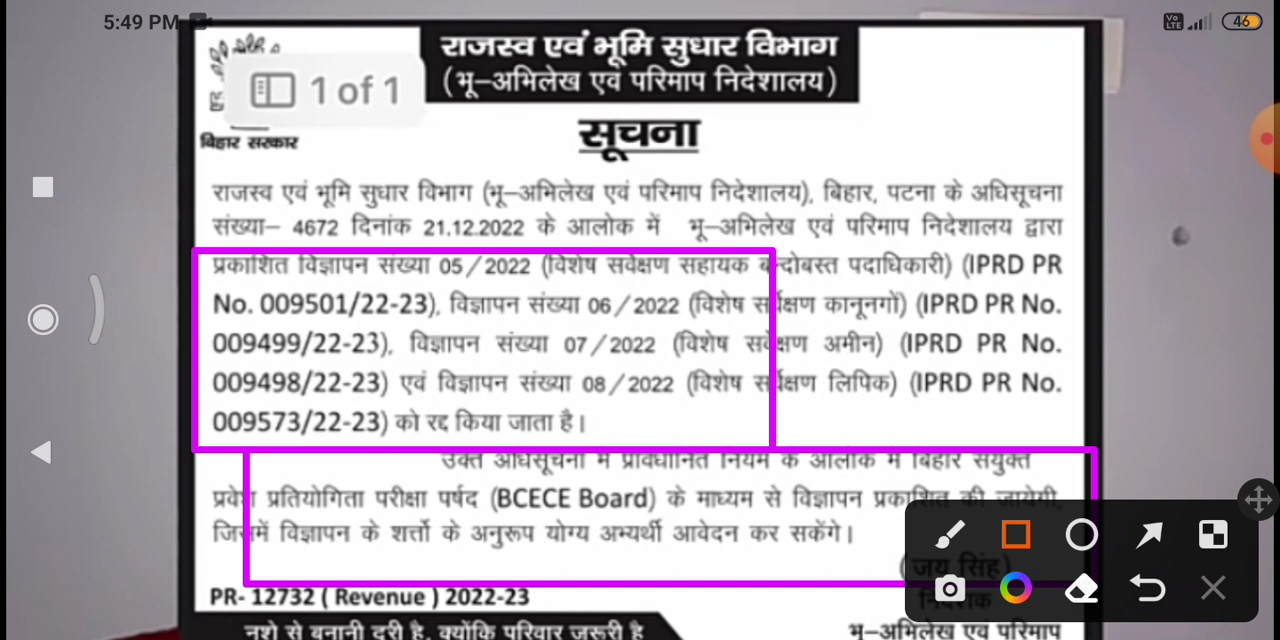 5:49 PM
Vo LTE 46
राजस्व एवं भूमि सुधार विभाग
(भू–अभिलेख एवं परिमाप निदेशालय)
1 of 1
बिहार सरकार
सूचना
राजस्व एवं भूमि सुधार विभाग (भू–अभिलेख एवं परिमाप निदेशालय), बिहार, पटना के अधिसूचना
संख्या– 4672 दिनांक 21.12.2022 के आलोक में भू–अभिलेख एवं परिमाप निदेशालय द्वारा
प्रकाशित विज्ञापन संख्या 05/2022 (विशेष सर्वेक्षण सहायक बन्दोबस्त पदाधिकारी) (IPRD PR
No. 009501/22-23), विज्ञापन संख्या 06/2022 (विशेष सर्वेक्षण कानूनगो) (IPRD PR No.
009499/22-23), विज्ञापन संख्या 07/2022 (विशेष सर्वेक्षण अमीन) (IPRD PR No.
009498/22-23) एवं विज्ञापन संख्या 08/2022 (विशेष सर्वेक्षण लिपिक) (IPRD PR No.
009573/22-23) को रद्द किया जाता है।
उक्त अधिसूचना में प्रावधानित नियम के आलोक में बिहार संयुक्त
प्रवेश प्रतियोगिता परीक्षा पर्षद (BCECE Board) के माध्यम से विज्ञापन प्रकाशित की जायेगी,
जिसमें विज्ञापन के शर्त्तो के अनुरूप योग्य अभ्यर्थी आवेदन कर सकेंगे।
(जय सिंह)
PR- 12732 ( Revenue ) 2022-23
निदेशक
नशे से बनानी दूरी है, क्योंकि परिवार जरूरी है
भू–अभिलेख एवं परिमाप